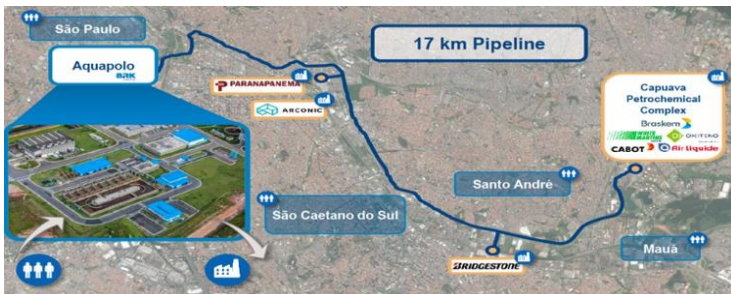 São Paulo
Aquapolo
BRK
17 km Pipeline
PARANAPANEMA
ARCONIC
Capuava
Petrochemical
Complex
Braskem
OXITENO
CABOT
Air Liquide
Santo André
São Caetano do Sul
Mauá
BRIDGESTONE